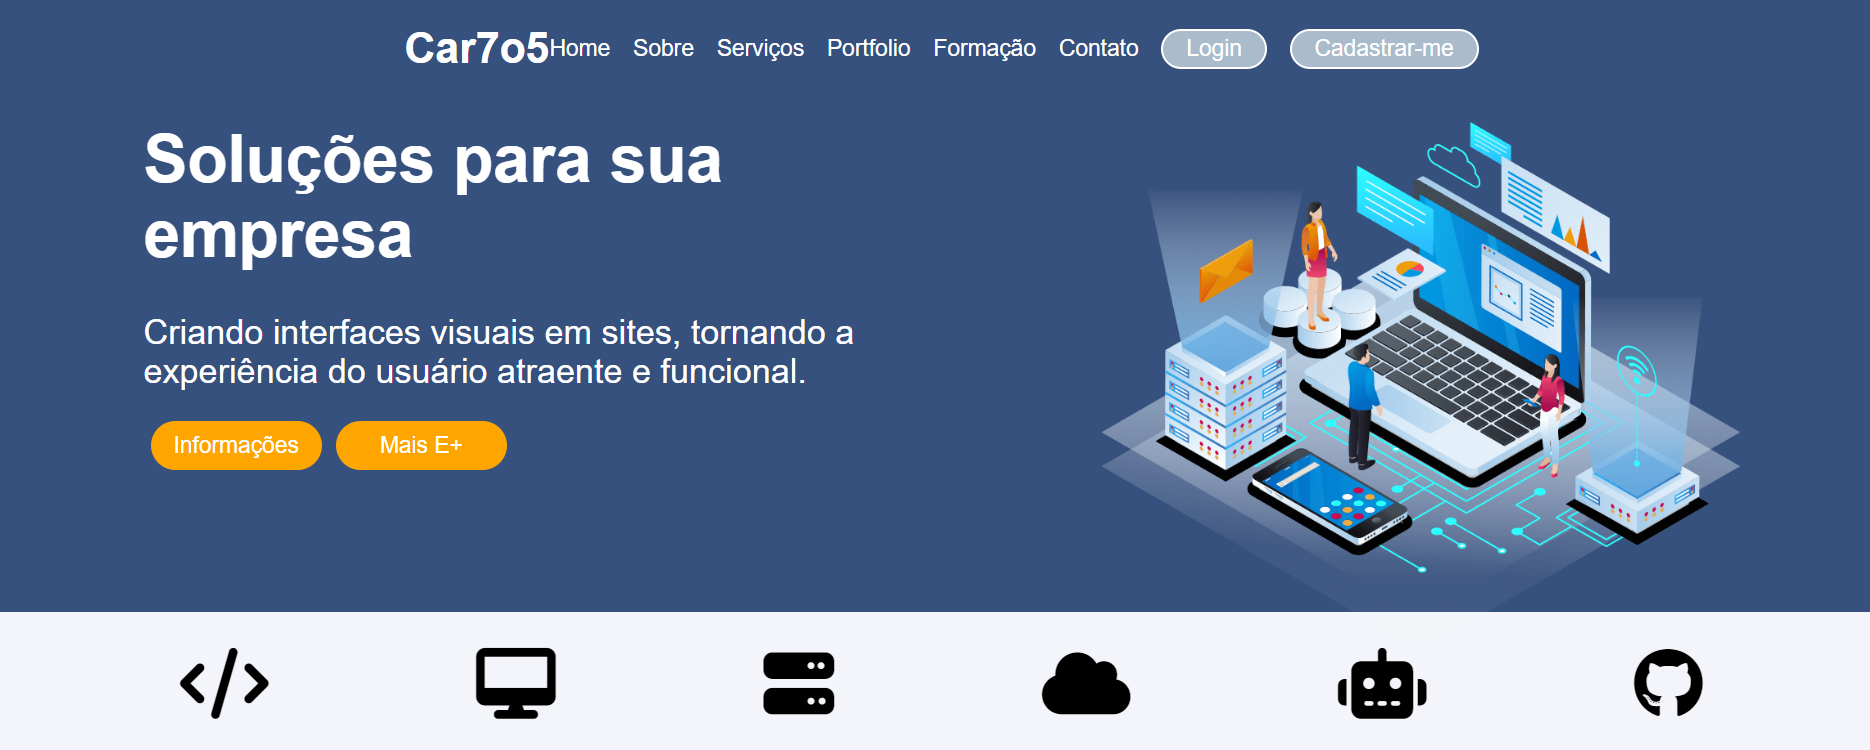 Car7o5 Home Sobre Serviços Portfolio Formação Contato Login Cadastrar-me
Soluções para sua
empresa
Criando interfaces visuais em sites, tornando a
experiência do usuário atraente e funcional.
Informações Mais E+